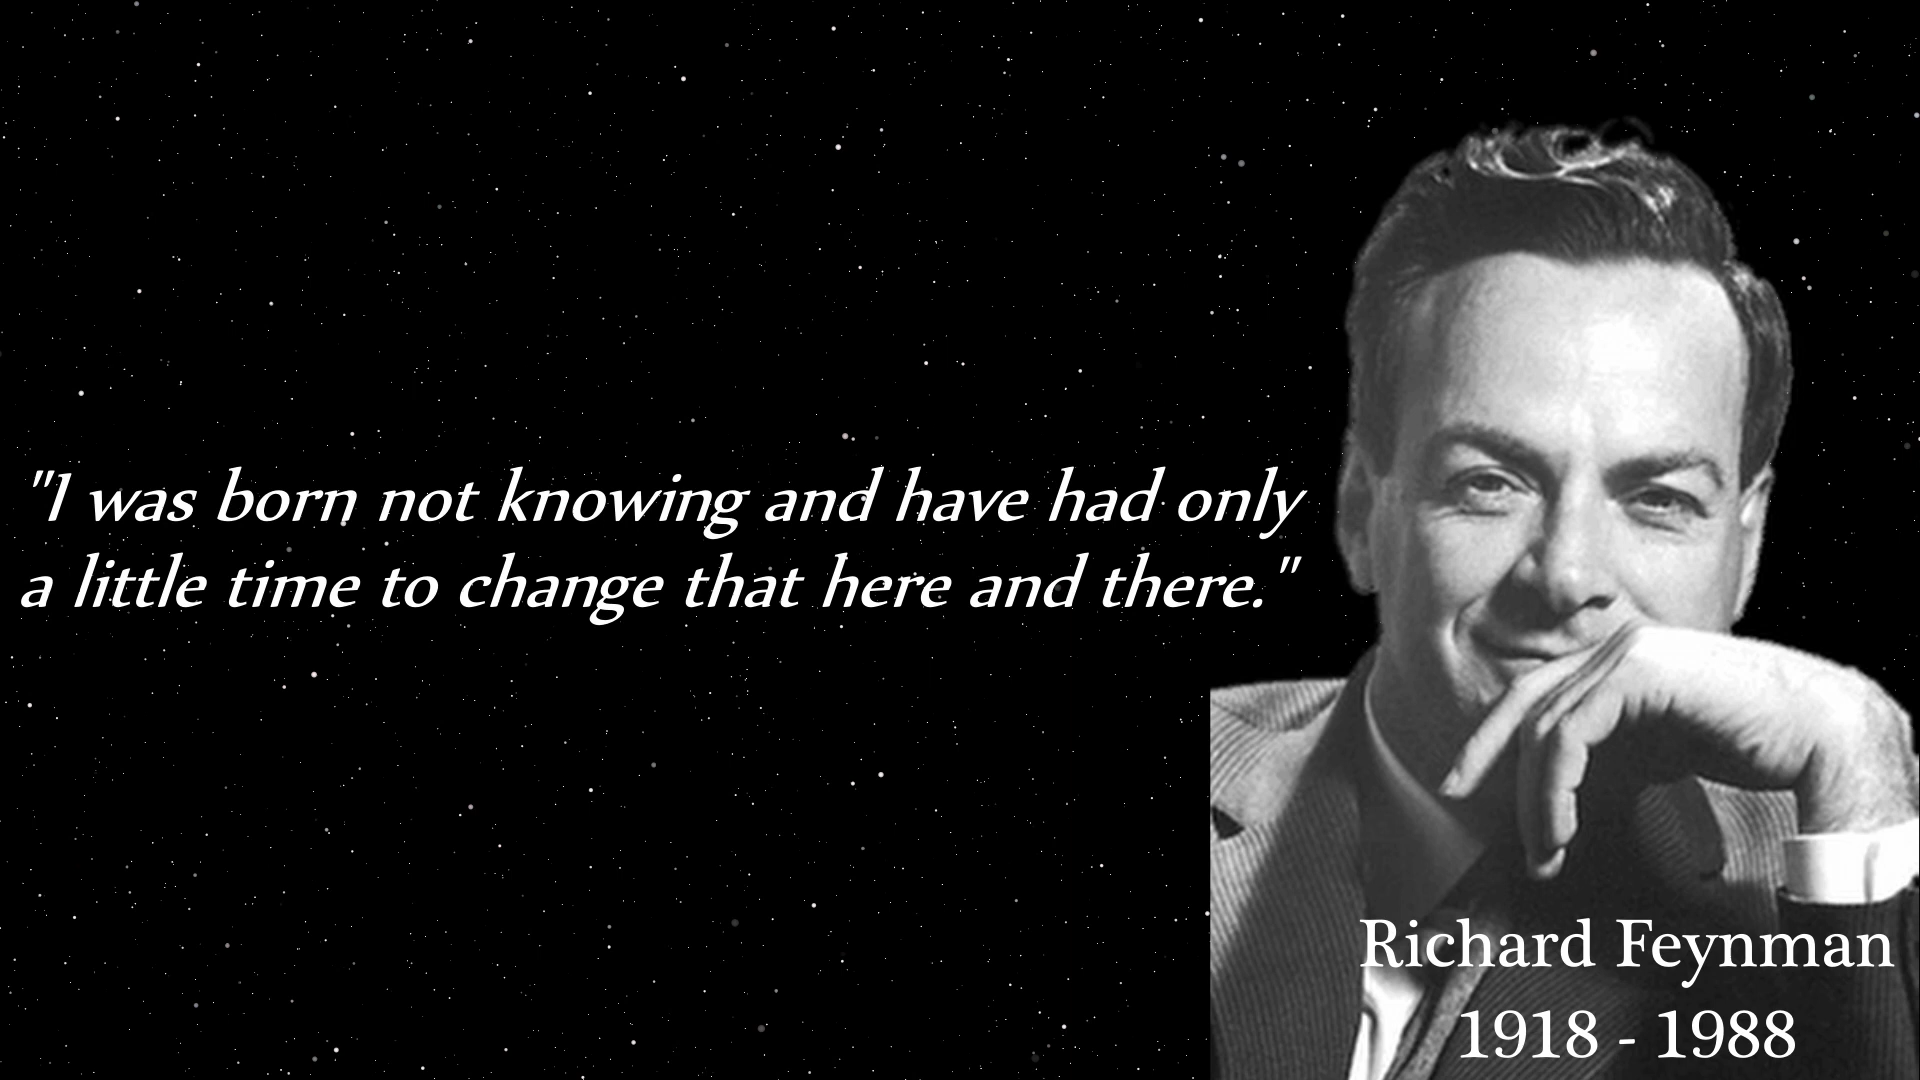 "I was born not knowing and have had only
a little time to change that here and there."
Richard Feynman
1918 - 1988